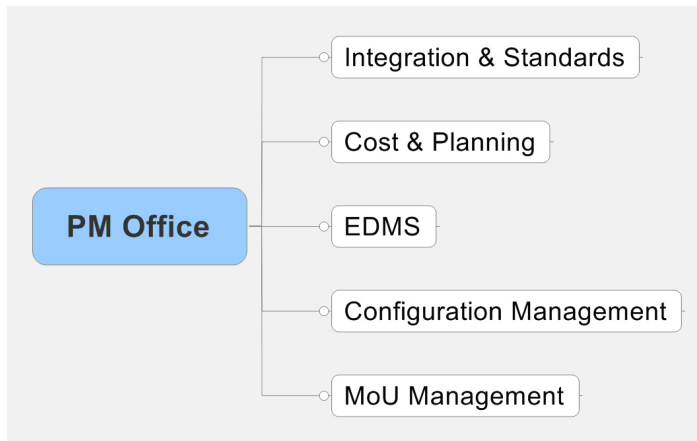 Integration & Standards
Cost & Planning
PM Office
EDMS
Configuration Management
MoU Management